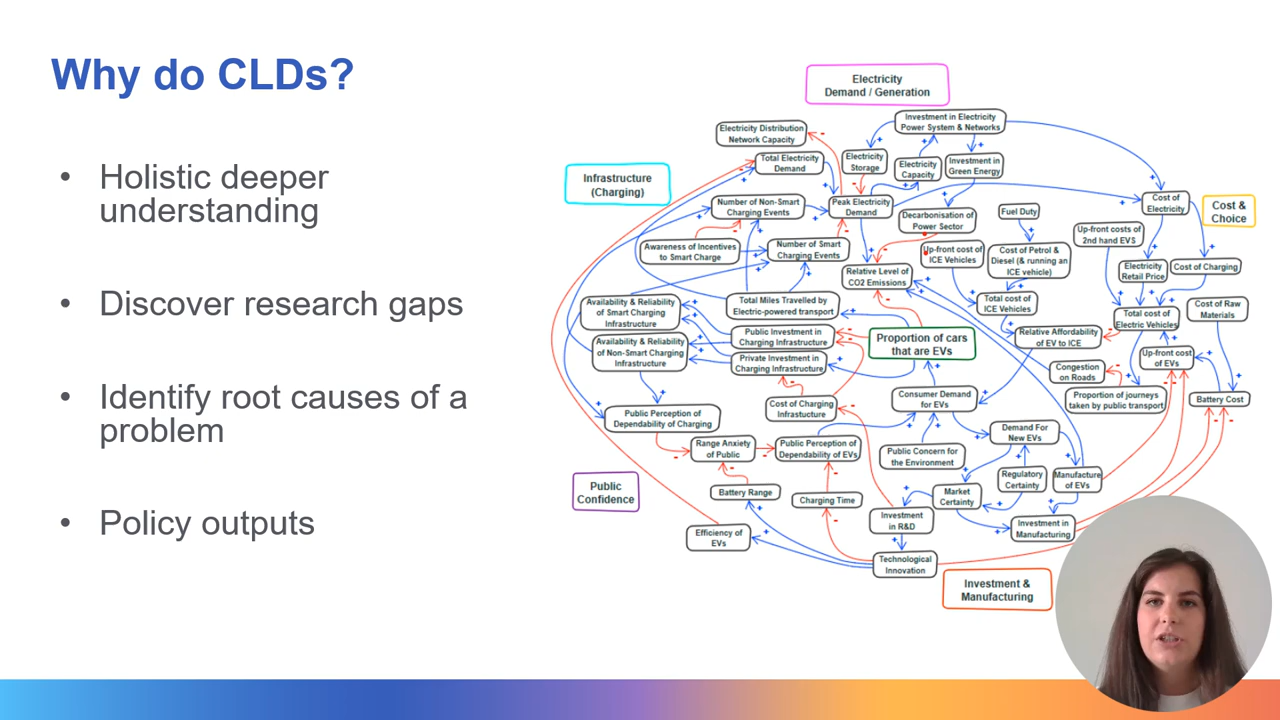 Why do CLDs?
• Holistic deeper
understanding
• Discover research gaps
• Identify root causes of a
problem
• Policy outputs
Electricity
Demand / Generation
Investment in Electricity
Power System & Networks
Electricity Distribution
Network Capacity
Total Electricity
Demand
Electricity
Storage
Electricity
Capacity
Investment in
Green Energy
Infrastructure
(Charging)
Number of Non-Smart
Charging Events
Peak Electricity
Demand
Decarbonisation of
Power Sector
Fuel Duty
Cost of
Electricity
Cost &
Choice
Awareness of Incentives
to Smart Charge
Number of Smart
Charging Events
Up-front cost of
ICE Vehicles
Cost of Petrol &
Diesel (& running an
ICE vehicle)
Up-front costs of
2nd hand EVS
Relative Level of
CO2 Emissions
Electricity
Retail Price
Cost of Charging
Availability & Reliability
of Smart Charging
Infrastructure
Total Miles Travelled by
Electric-powered transport
Total cost of
ICE Vehicles
Total cost of
Electric Vehicles
Cost of Raw
Materials
Public Investment in
Charging Infrastructure
Proportion of cars
that are EVs
Relative Affordability
of EV to ICE
Availability & Reliability
of Non-Smart Charging
Infrastructure
Private Investment in
Charging Infrastructure
Up-front cost
of EVs
Congestion
on Roads
Proportion of journeys
taken by public transport
Battery Cost
Consumer Demand
for EVs
Cost of Charging
Infrastucture
Public Perception of
Dependability of Charging
Demand For
New EVs
Range Anxiety
of Public
Public Perception of
Dependability of EVs
Public Concern for
the Environment
Regulatory
Certainty
Manufacture
of EVs
Public
Confidence
Battery Range
Charging Time
Market
Certainty
Investment
in R&D
Investment in
Manufacturing
Efficiency of
EVs
Technological
Innovation
Investment &
Manufacturing